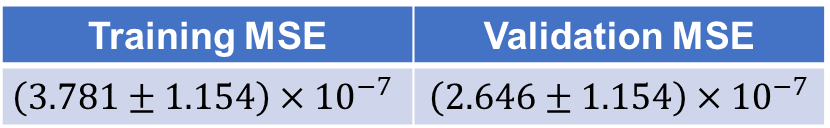 Training MSE Validation MSE
(3.781 ± 1.154) × 10⁻⁷ (2.646 ± 1.154) × 10⁻⁷